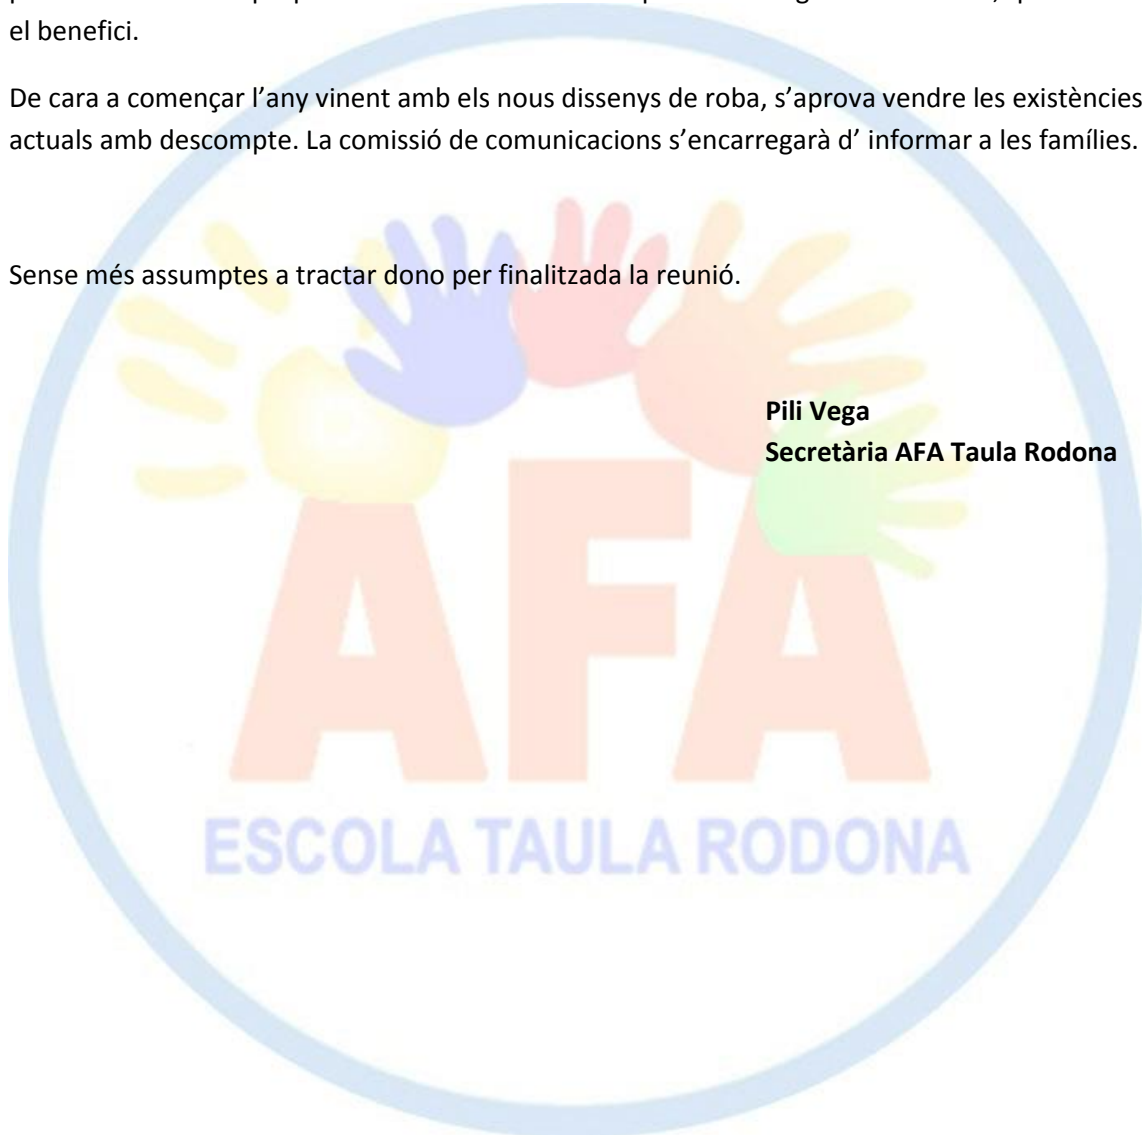 el benefici.
De cara a començar l’any vinent amb els nous dissenys de roba, s’aprova vendre les existències
actuals amb descompte. La comissió de comunicacions s’encarregarà d’ informar a les famílies.
Sense més assumptes a tractar dono per finalitzada la reunió.
Pili Vega
Secretària AFA Taula Rodona
AFA
ESCOLA TAULA RODONA